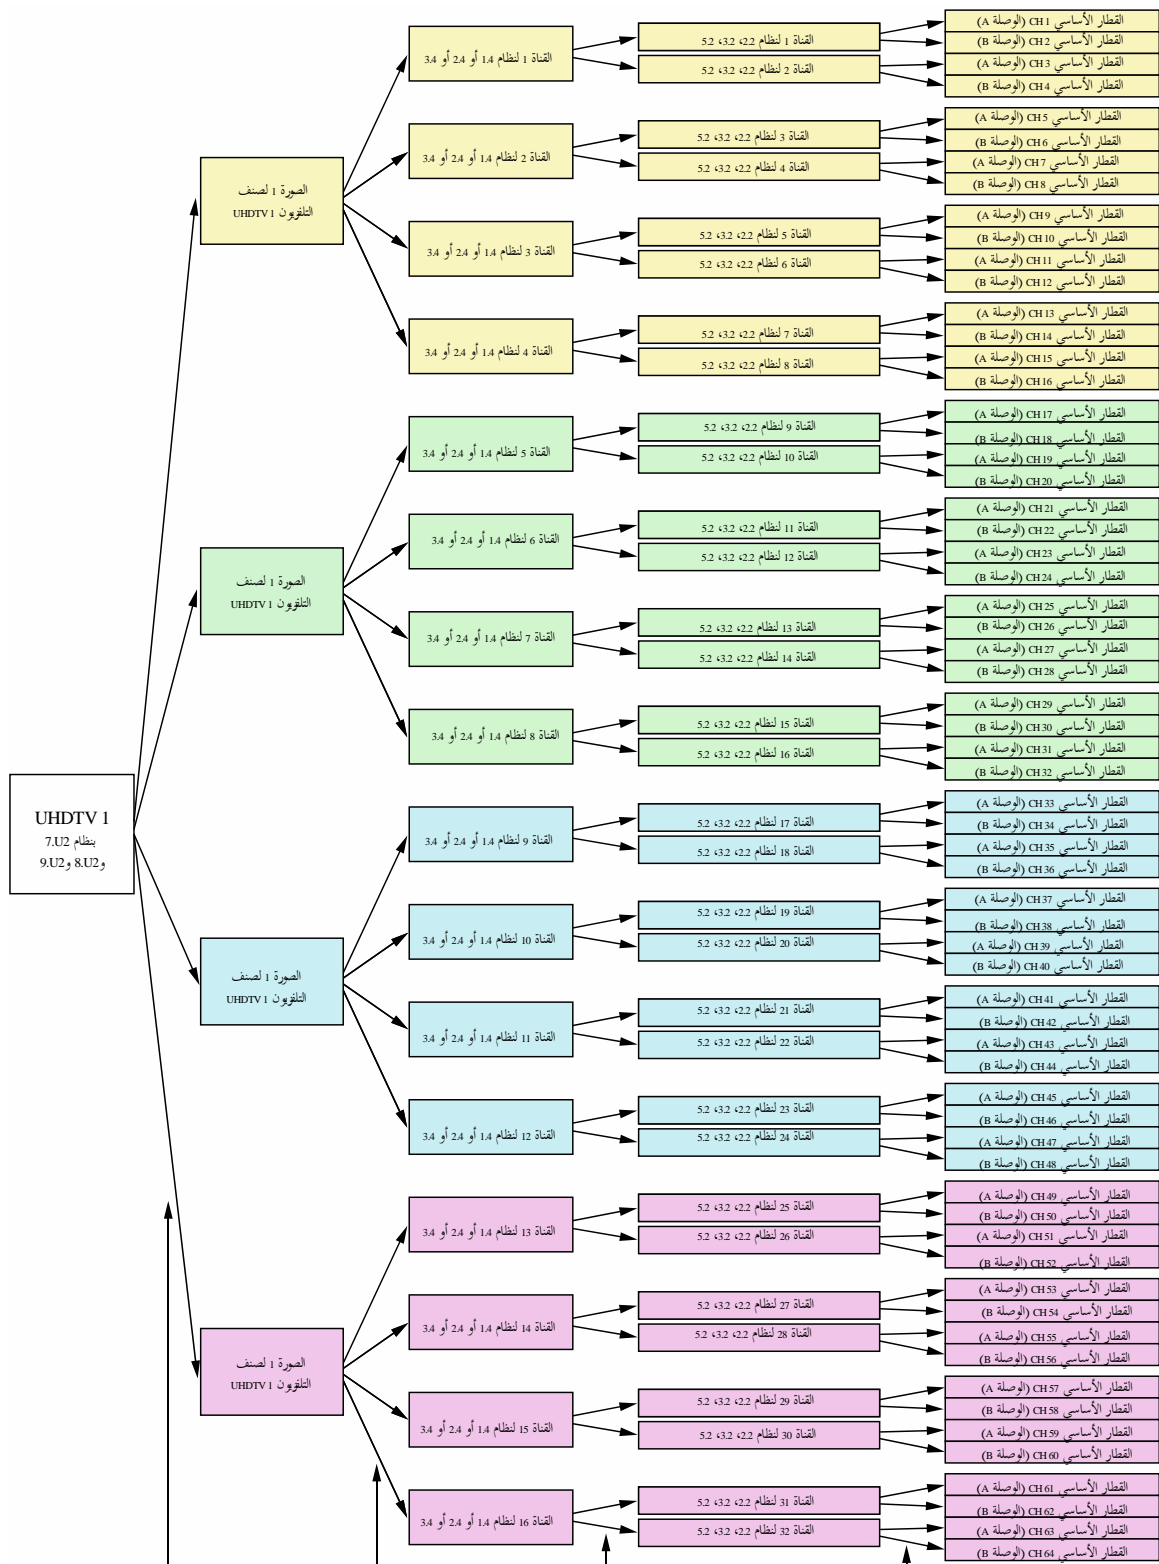 UHDTV 1
بنظام 7.U2
و8.U2 و9.U2
الصورة 1 لصنف
التلفزيون UHDTV 1
الصورة 1 لصنف
التلفزيون UHDTV 1
الصورة 1 لصنف
التلفزيون UHDTV 1
الصورة 1 لصنف
التلفزيون UHDTV 1
القناة 1 لنظام 1.4 أو 2.4 أو 3.4
القناة 2 لنظام 1.4 أو 2.4 أو 3.4
القناة 3 لنظام 1.4 أو 2.4 أو 3.4
القناة 4 لنظام 1.4 أو 2.4 أو 3.4
القناة 5 لنظام 1.4 أو 2.4 أو 3.4
القناة 6 لنظام 1.4 أو 2.4 أو 3.4
القناة 7 لنظام 1.4 أو 2.4 أو 3.4
القناة 8 لنظام 1.4 أو 2.4 أو 3.4
القناة 9 لنظام 1.4 أو 2.4 أو 3.4
القناة 10 لنظام 1.4 أو 2.4 أو 3.4
القناة 11 لنظام 1.4 أو 2.4 أو 3.4
القناة 12 لنظام 1.4 أو 2.4 أو 3.4
القناة 13 لنظام 1.4 أو 2.4 أو 3.4
القناة 14 لنظام 1.4 أو 2.4 أو 3.4
القناة 15 لنظام 1.4 أو 2.4 أو 3.4
القناة 16 لنظام 1.4 أو 2.4 أو 3.4
القناة 1 لنظام 2.2، 3.2، 5.2
القناة 2 لنظام 2.2، 3.2، 5.2
القناة 3 لنظام 2.2، 3.2، 5.2
القناة 4 لنظام 2.2، 3.2، 5.2
القناة 5 لنظام 2.2، 3.2، 5.2
القناة 6 لنظام 2.2، 3.2، 5.2
القناة 7 لنظام 2.2، 3.2، 5.2
القناة 8 لنظام 2.2، 3.2، 5.2
القناة 9 لنظام 2.2، 3.2، 5.2
القناة 10 لنظام 2.2، 3.2، 5.2
القناة 11 لنظام 2.2، 3.2، 5.2
القناة 12 لنظام 2.2، 3.2، 5.2
القناة 13 لنظام 2.2، 3.2، 5.2
القناة 14 لنظام 2.2، 3.2، 5.2
القناة 15 لنظام 2.2، 3.2، 5.2
القناة 16 لنظام 2.2، 3.2، 5.2
القناة 17 لنظام 2.2، 3.2، 5.2
القناة 18 لنظام 2.2، 3.2، 5.2
القناة 19 لنظام 2.2، 3.2، 5.2
القناة 20 لنظام 2.2، 3.2، 5.2
القناة 21 لنظام 2.2، 3.2، 5.2
القناة 22 لنظام 2.2، 3.2، 5.2
القناة 23 لنظام 2.2، 3.2، 5.2
القناة 24 لنظام 2.2، 3.2، 5.2
القناة 25 لنظام 2.2، 3.2، 5.2
القناة 26 لنظام 2.2، 3.2، 5.2
القناة 27 لنظام 2.2، 3.2، 5.2
القناة 28 لنظام 2.2، 3.2، 5.2
القناة 29 لنظام 2.2، 3.2، 5.2
القناة 30 لنظام 2.2، 3.2، 5.2
القناة 31 لنظام 2.2، 3.2، 5.2
القناة 32 لنظام 2.2، 3.2، 5.2
القطار الأساسي CH 1 (الوصلة A)
القطار الأساسي CH 2 (الوصلة B)
القطار الأساسي CH 3 (الوصلة A)
القطار الأساسي CH 4 (الوصلة B)
القطار الأساسي CH 5 (الوصلة A)
القطار الأساسي CH 6 (الوصلة B)
القطار الأساسي CH 7 (الوصلة A)
القطار الأساسي CH 8 (الوصلة B)
القطار الأساسي CH 9 (الوصلة A)
القطار الأساسي CH 10 (الوصلة B)
القطار الأساسي CH 11 (الوصلة A)
القطار الأساسي CH 12 (الوصلة B)
القطار الأساسي CH 13 (الوصلة A)
القطار الأساسي CH 14 (الوصلة B)
القطار الأساسي CH 15 (الوصلة A)
القطار الأساسي CH 16 (الوصلة B)
القطار الأساسي CH 17 (الوصلة A)
القطار الأساسي CH 18 (الوصلة B)
القطار الأساسي CH 19 (الوصلة A)
القطار الأساسي CH 20 (الوصلة B)
القطار الأساسي CH 21 (الوصلة A)
القطار الأساسي CH 22 (الوصلة B)
القطار الأساسي CH 23 (الوصلة A)
القطار الأساسي CH 24 (الوصلة B)
القطار الأساسي CH 25 (الوصلة A)
القطار الأساسي CH 26 (الوصلة B)
القطار الأساسي CH 27 (الوصلة A)
القطار الأساسي CH 28 (الوصلة B)
القطار الأساسي CH 29 (الوصلة A)
القطار الأساسي CH 30 (الوصلة B)
القطار الأساسي CH 31 (الوصلة A)
القطار الأساسي CH 32 (الوصلة B)
القطار الأساسي CH 33 (الوصلة A)
القطار الأساسي CH 34 (الوصلة B)
القطار الأساسي CH 35 (الوصلة A)
القطار الأساسي CH 36 (الوصلة B)
القطار الأساسي CH 37 (الوصلة A)
القطار الأساسي CH 38 (الوصلة B)
القطار الأساسي CH 39 (الوصلة A)
القطار الأساسي CH 40 (الوصلة B)
القطار الأساسي CH 41 (الوصلة A)
القطار الأساسي CH 42 (الوصلة B)
القطار الأساسي CH 43 (الوصلة A)
القطار الأساسي CH 44 (الوصلة B)
القطار الأساسي CH 45 (الوصلة A)
القطار الأساسي CH 46 (الوصلة B)
القطار الأساسي CH 47 (الوصلة A)
القطار الأساسي CH 48 (الوصلة B)
القطار الأساسي CH 49 (الوصلة A)
القطار الأساسي CH 50 (الوصلة B)
القطار الأساسي CH 51 (الوصلة A)
القطار الأساسي CH 52 (الوصلة B)
القطار الأساسي CH 53 (الوصلة A)
القطار الأساسي CH 54 (الوصلة B)
القطار الأساسي CH 55 (الوصلة A)
القطار الأساسي CH 56 (الوصلة B)
القطار الأساسي CH 57 (الوصلة A)
القطار الأساسي CH 58 (الوصلة B)
القطار الأساسي CH 59 (الوصلة A)
القطار الأساسي CH 60 (الوصلة B)
القطار الأساسي CH 61 (الوصلة A)
القطار الأساسي CH 62 (الوصلة B)
القطار الأساسي CH 63 (الوصلة A)
القطار الأساسي CH 64 (الوصلة B)